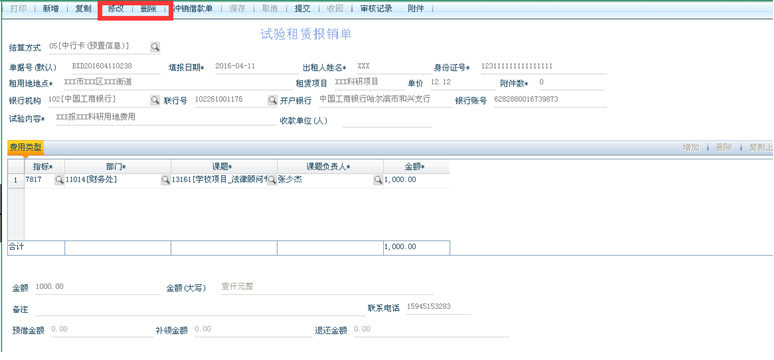 打印 新增 复制 修改 删除 冲销借款单 保存 取消 提交 收回 审核记录 附件
试验租赁报销单
结算方式 05[中行卡(预置信息)]
单据号(默认) BXD201604110238 填报日期* 2016-04-11 出租人姓名* XXX 身份证号* 123111111111111111
租用地地点* XXX市XXX区XXX街道 租赁项目 XXX科研项目 单价 12.12 附件数* 0
银行机构 102[中国工商银行] 联行号 102261001176 开户银行 中国工商银行哈尔滨市和兴支行 银行账号 6282880016739873
试验内容* XXX报XXX科研用地费用 收款单位(人)
费用类型 增加 删除 复制上
指标* 部门* 课题* 课题负责人* 金额*
1 7817 11014[财务处] 13161[学校项目_法律顾问 张少杰 1,000.00
合计 1,000.00
金额 1000.00 金额(大写) 壹仟元整
备注 联系电话 15945153283
预借金额 0.00 补领金额 0.00 退还金额 0.00